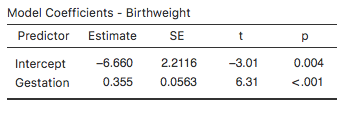 Model Coefficients - Birthweight
Predictor Estimate SE t p
Intercept −6.660 2.2116 −3.01 0.004
Gestation 0.355 0.0563 6.31 <.001